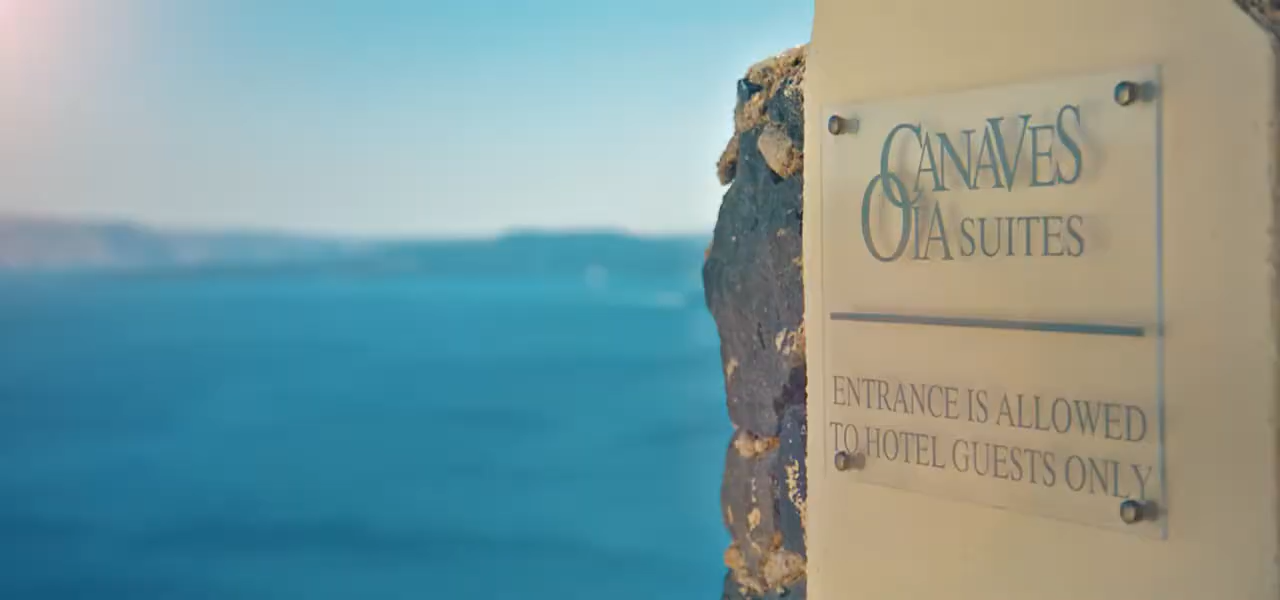 CANAVES
OIA SUITES
ENTRANCE IS ALLOWED
TO HOTEL GUESTS ONLY